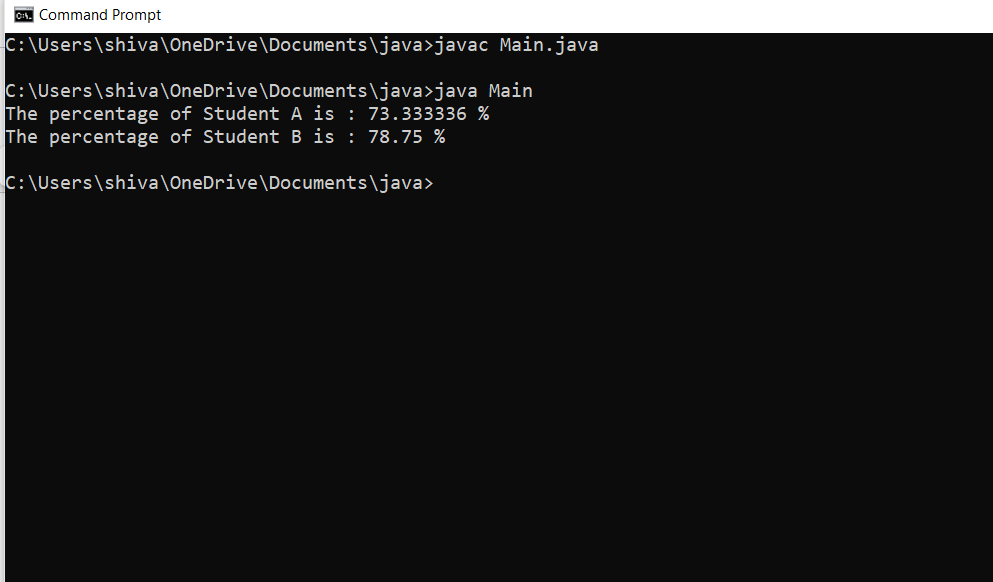 Command Prompt
C:\Users\shiva\OneDrive\Documents\java>javac Main.java
C:\Users\shiva\OneDrive\Documents\java>java Main
The percentage of Student A is : 73.333336 %
The percentage of Student B is : 78.75 %
C:\Users\shiva\OneDrive\Documents\java>